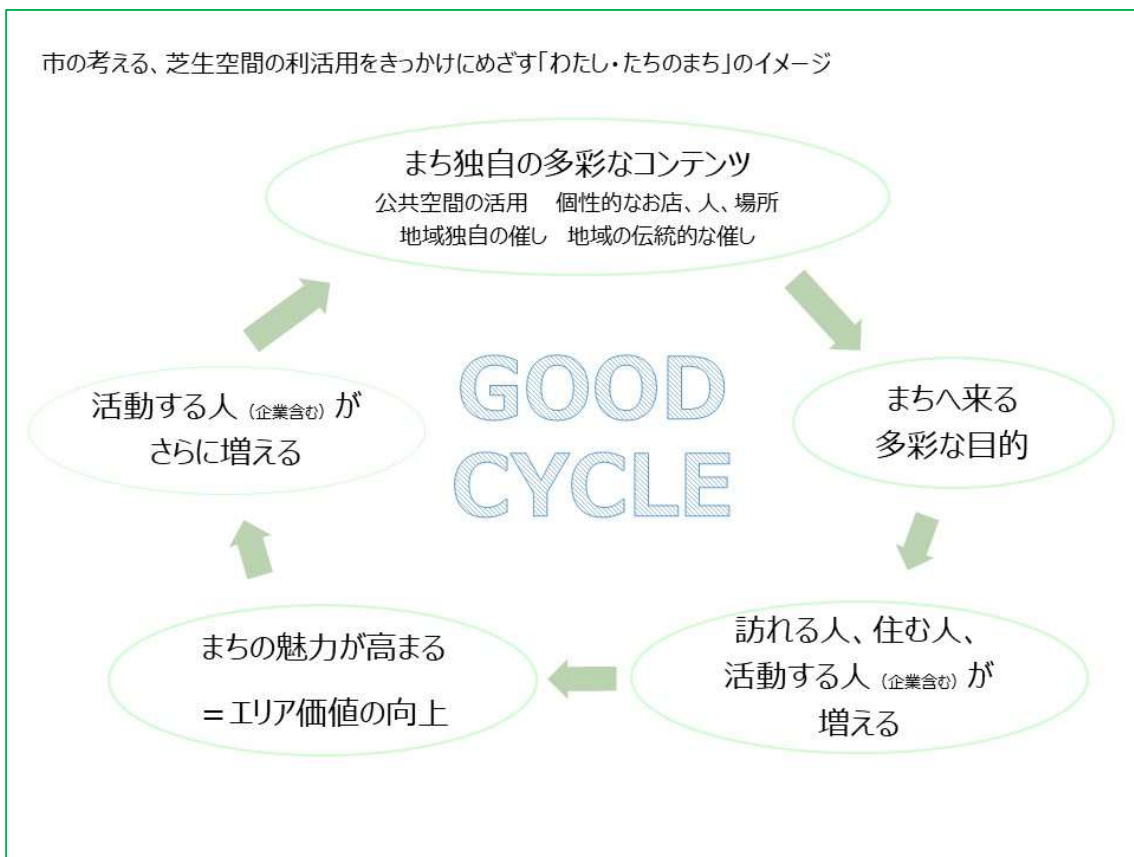 市の考える、芝生空間の利活用をきっかけにめざす「わたし・たちのまち」のイメージ
まち独自の多彩なコンテンツ
公共空間の活用　個性的なお店、人、場所
地域独自の催し　地域の伝統的な催し
まちへ来る
多彩な目的
訪れる人、住む人、
活動する人（企業含む）が
増える
まちの魅力が高まる
＝エリア価値の向上
活動する人（企業含む）が
さらに増える
GOOD
CYCLE